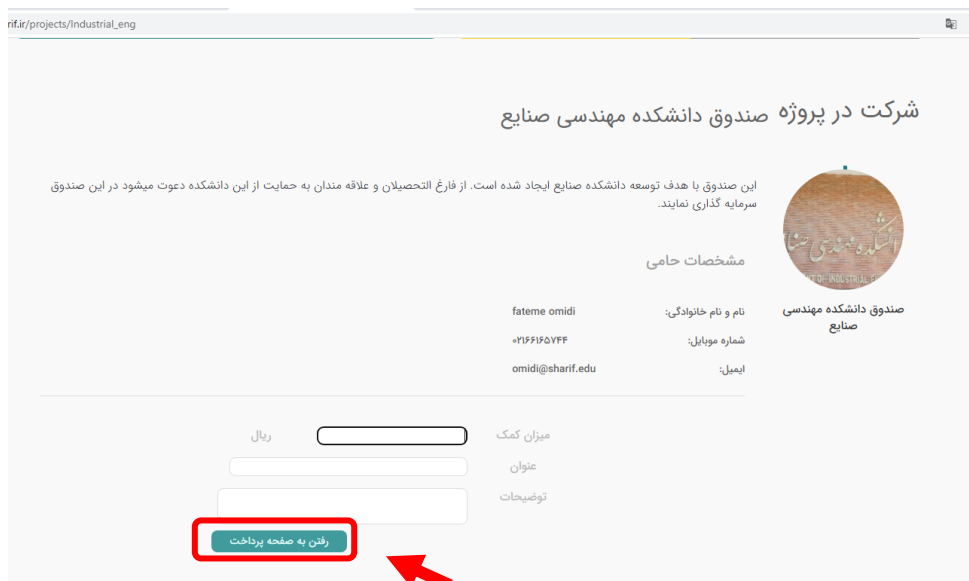 rif.ir/projects/Industrial_eng
شرکت در پروژه صندوق دانشکده مهندسی صنایع
این صندوق با هدف توسعه دانشکده صنایع ایجاد شده است. از فارغ التحصیلان و علاقه مندان به حمایت از این دانشکده دعوت میشود در این صندوق
سرمایه گذاری نمایند.
صندوق دانشکده مهندسی
صنایع
مشخصات حامی
نام و نام خانوادگی: fateme omidi
شماره موبایل: ۰۲۱۶۶۱۶۵۷۴۴
ایمیل: omidi@sharif.edu
میزان کمک ریال
عنوان
توضیحات
رفتن به صفحه پرداخت